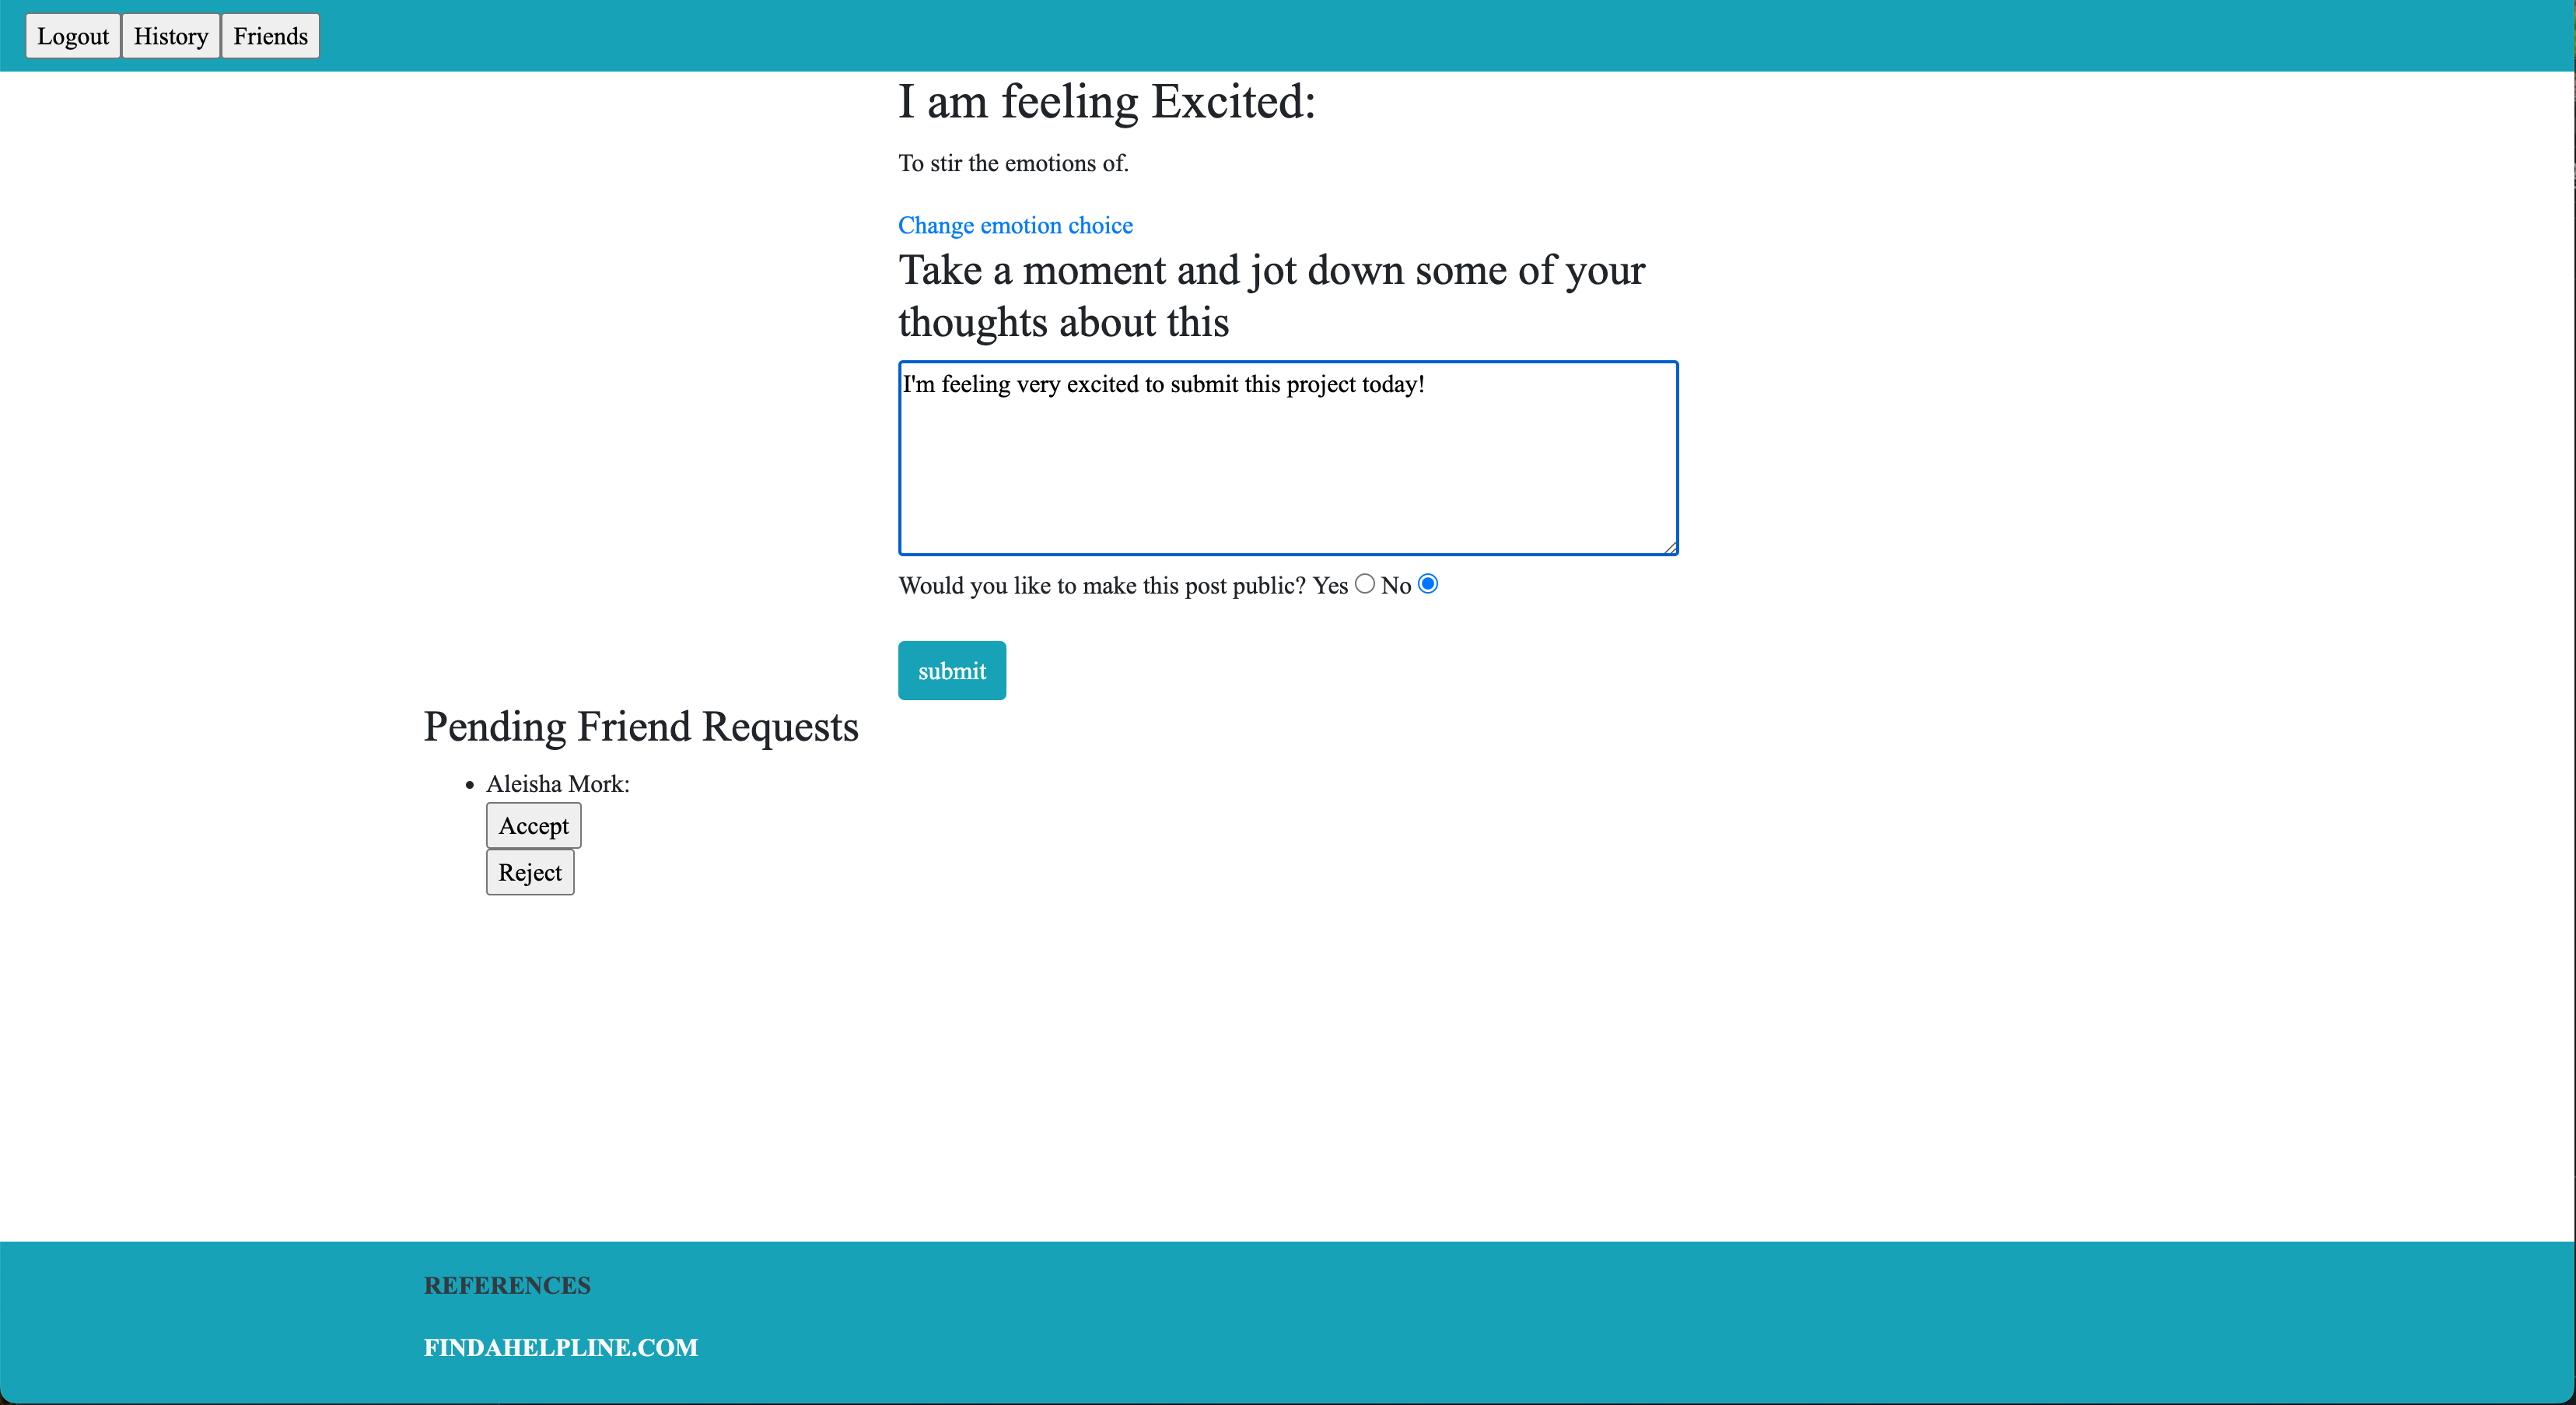 Logout History Friends
I am feeling Excited:
To stir the emotions of.
Change emotion choice
Take a moment and jot down some of your
thoughts about this
I'm feeling very excited to submit this project today!
Would you like to make this post public? Yes No
submit
Pending Friend Requests
Aleisha Mork:
Accept
Reject
REFERENCES
FINDAHELPLINE.COM